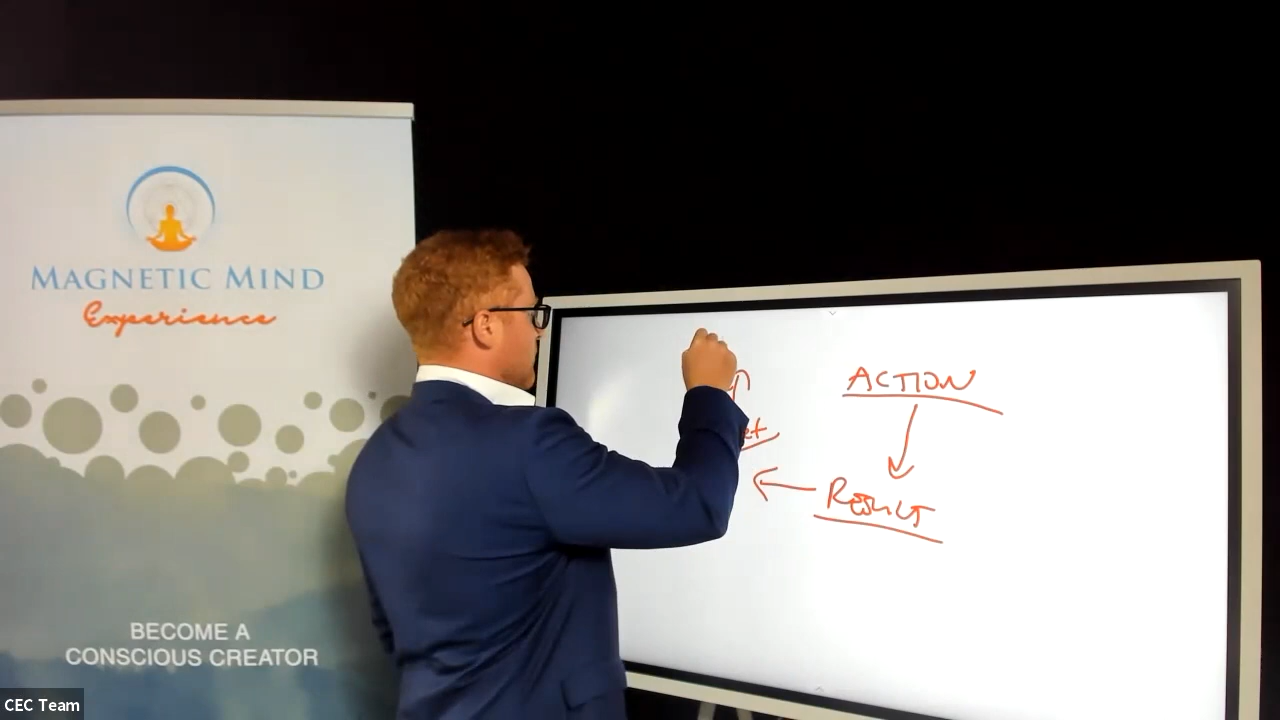 MAGNETIC MIND
Experience
BECOME A
CONSCIOUS CREATOR
ACTION
RESULT
CEC Team